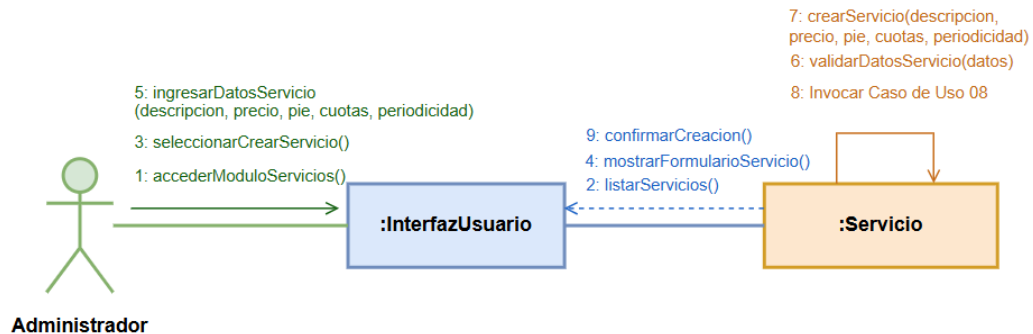 7: crearServicio(descripcion,
precio, pie, cuotas, periodicidad)
6: validarDatosServicio(datos)
8: Invocar Caso de Uso 08
5: ingresarDatosServicio
(descripcion, precio, pie, cuotas, periodicidad)
3: seleccionarCrearServicio()
1: accederModuloServicios()
9: confirmarCreacion()
4: mostrarFormularioServicio()
2: listarServicios()
:InterfazUsuario
:Servicio
Administrador